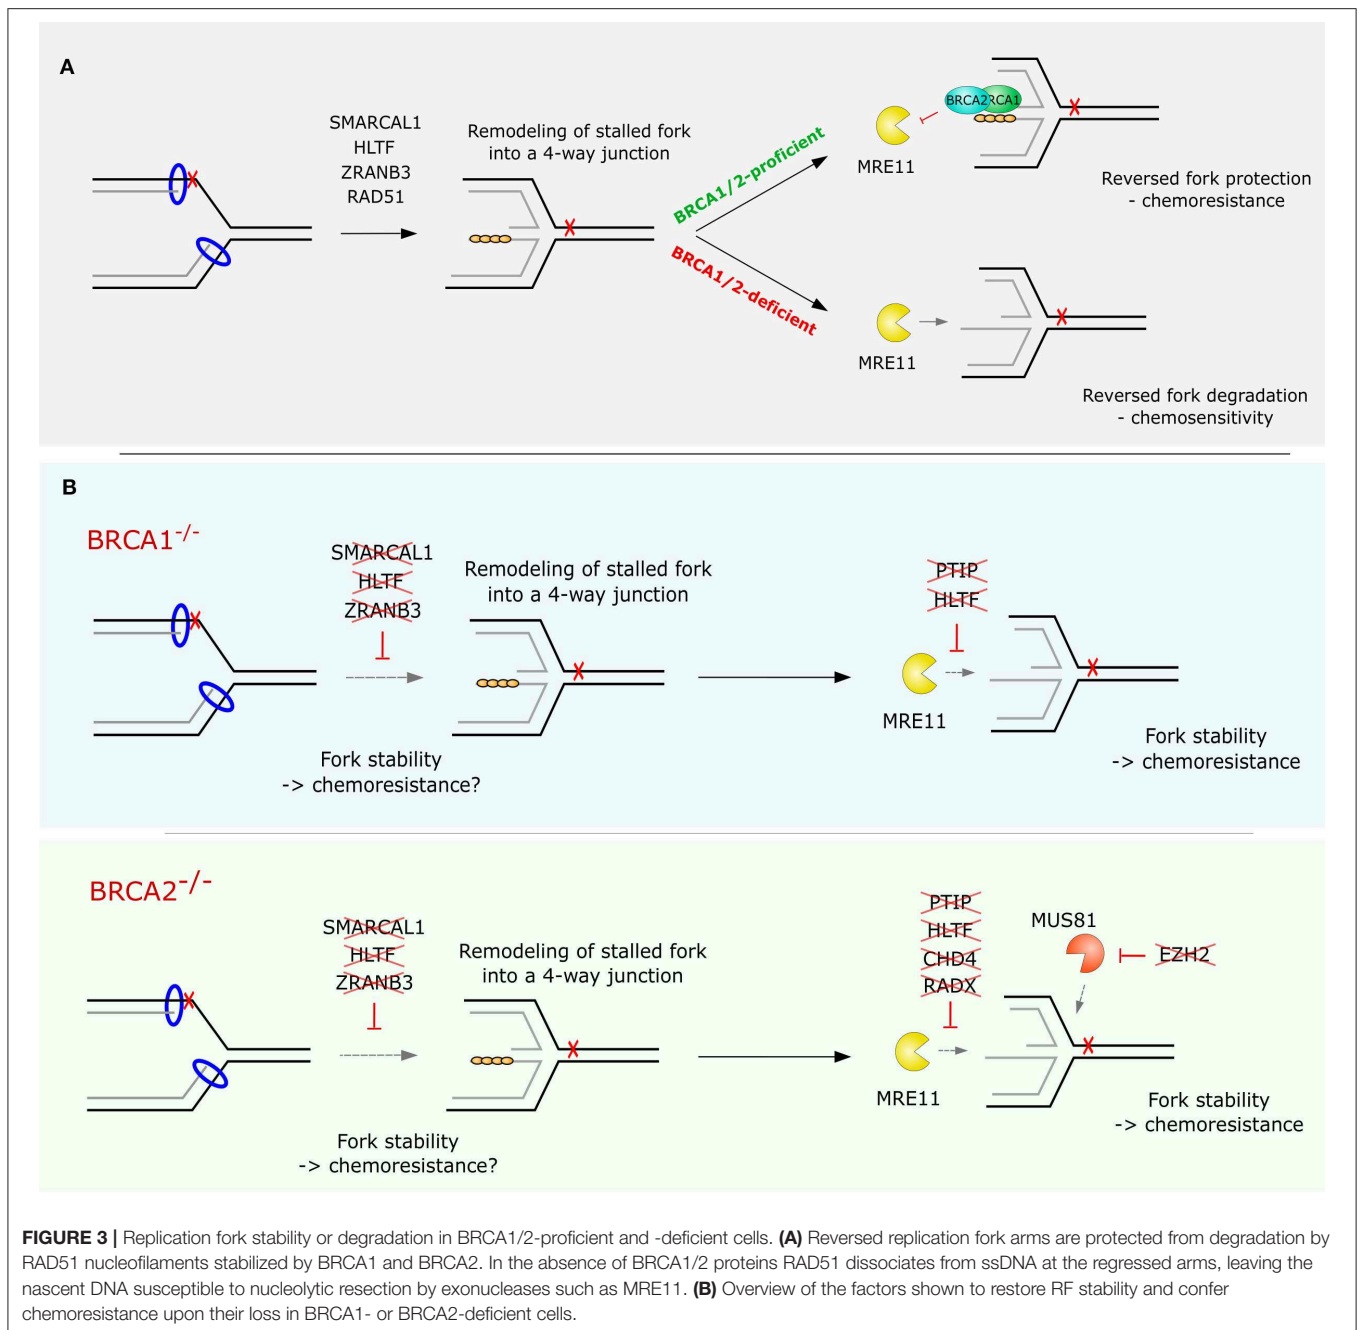 A
SMARCAL1
HLTF
ZRANB3
RAD51
Remodeling of stalled fork
into a 4-way junction
BRCA1/2-proficient
BRCA1/2-deficient
BRCA2
RCA1
MRE11
Reversed fork protection
- chemoresistance
MRE11
Reversed fork degradation
- chemosensitivity
B
BRCA1-/-
SMARCAL1
HLTF
ZRANB3
Remodeling of stalled fork
into a 4-way junction
PTIP
HLTF
MRE11
Fork stability
-> chemoresistance?
Fork stability
-> chemoresistance
BRCA2-/-
SMARCAL1
HLTF
ZRANB3
Remodeling of stalled fork
into a 4-way junction
PTIP
HLTF
CHD4
RADX
MUS81
EZH2
MRE11
Fork stability
-> chemoresistance?
Fork stability
-> chemoresistance
FIGURE 3 | Replication fork stability or degradation in BRCA1/2-proficient and -deficient cells. (A) Reversed replication fork arms are protected from degradation by
RAD51 nucleofilaments stabilized by BRCA1 and BRCA2. In the absence of BRCA1/2 proteins RAD51 dissociates from ssDNA at the regressed arms, leaving the
nascent DNA susceptible to nucleolytic resection by exonucleases such as MRE11. (B) Overview of the factors shown to restore RF stability and confer
chemoresistance upon their loss in BRCA1- or BRCA2-deficient cells.